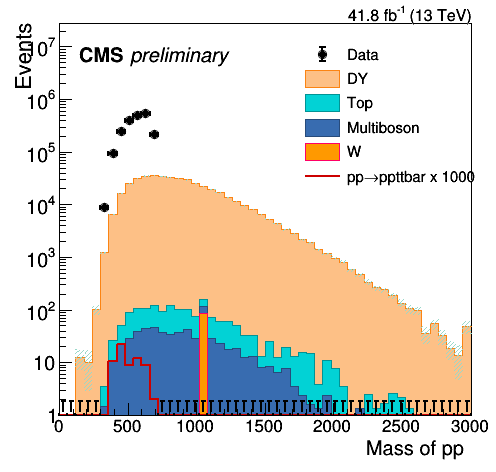 41.8 fb⁻¹ (13 TeV)
Events
CMS preliminary
Data
DY
Top
Multiboson
W
pp→ppttbar x 1000
10⁷
10⁶
10⁵
10⁴
10³
10²
10
1
0 500 1000 1500 2000 2500 3000
Mass of pp